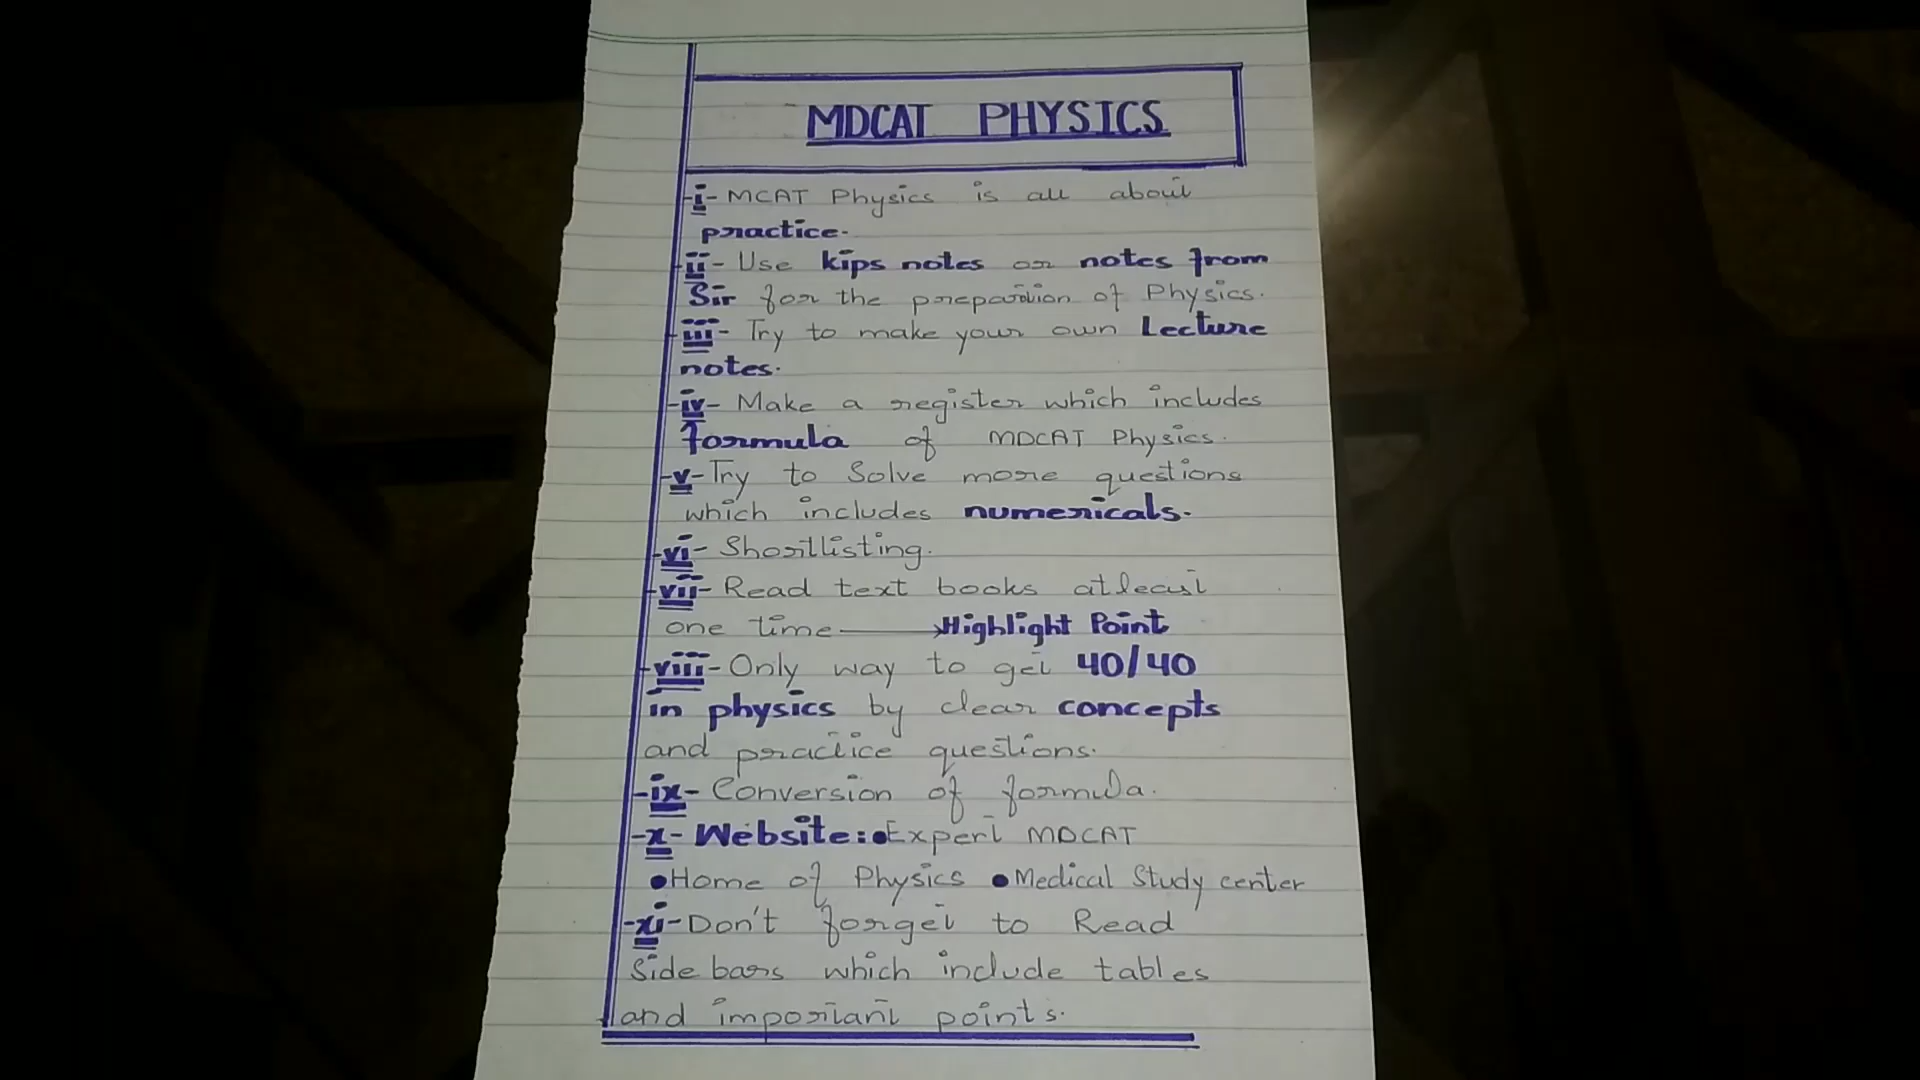 MDCAT PHYSICS
-i- MCAT Physics is all about
practice.
-ii- Use kips notes or notes from
Sir for the preparation of Physics.
-iii- Try to make your own Lecture
notes.
-iv- Make a register which includes
formula of MDCAT Physics.
-v- Try to Solve more questions
which includes numericals.
-vi- Shortlisting.
-vii- Read text books atleast
one time → Highlight Point
-viii- Only way to get 40/40
in physics by clear concepts
and practice questions.
-ix- Conversion of formula.
-x- Website: • Expert MDCAT
• Home of Physics • Medical Study center
-xi- Don't forget to Read
Side bars which include tables
and important points.